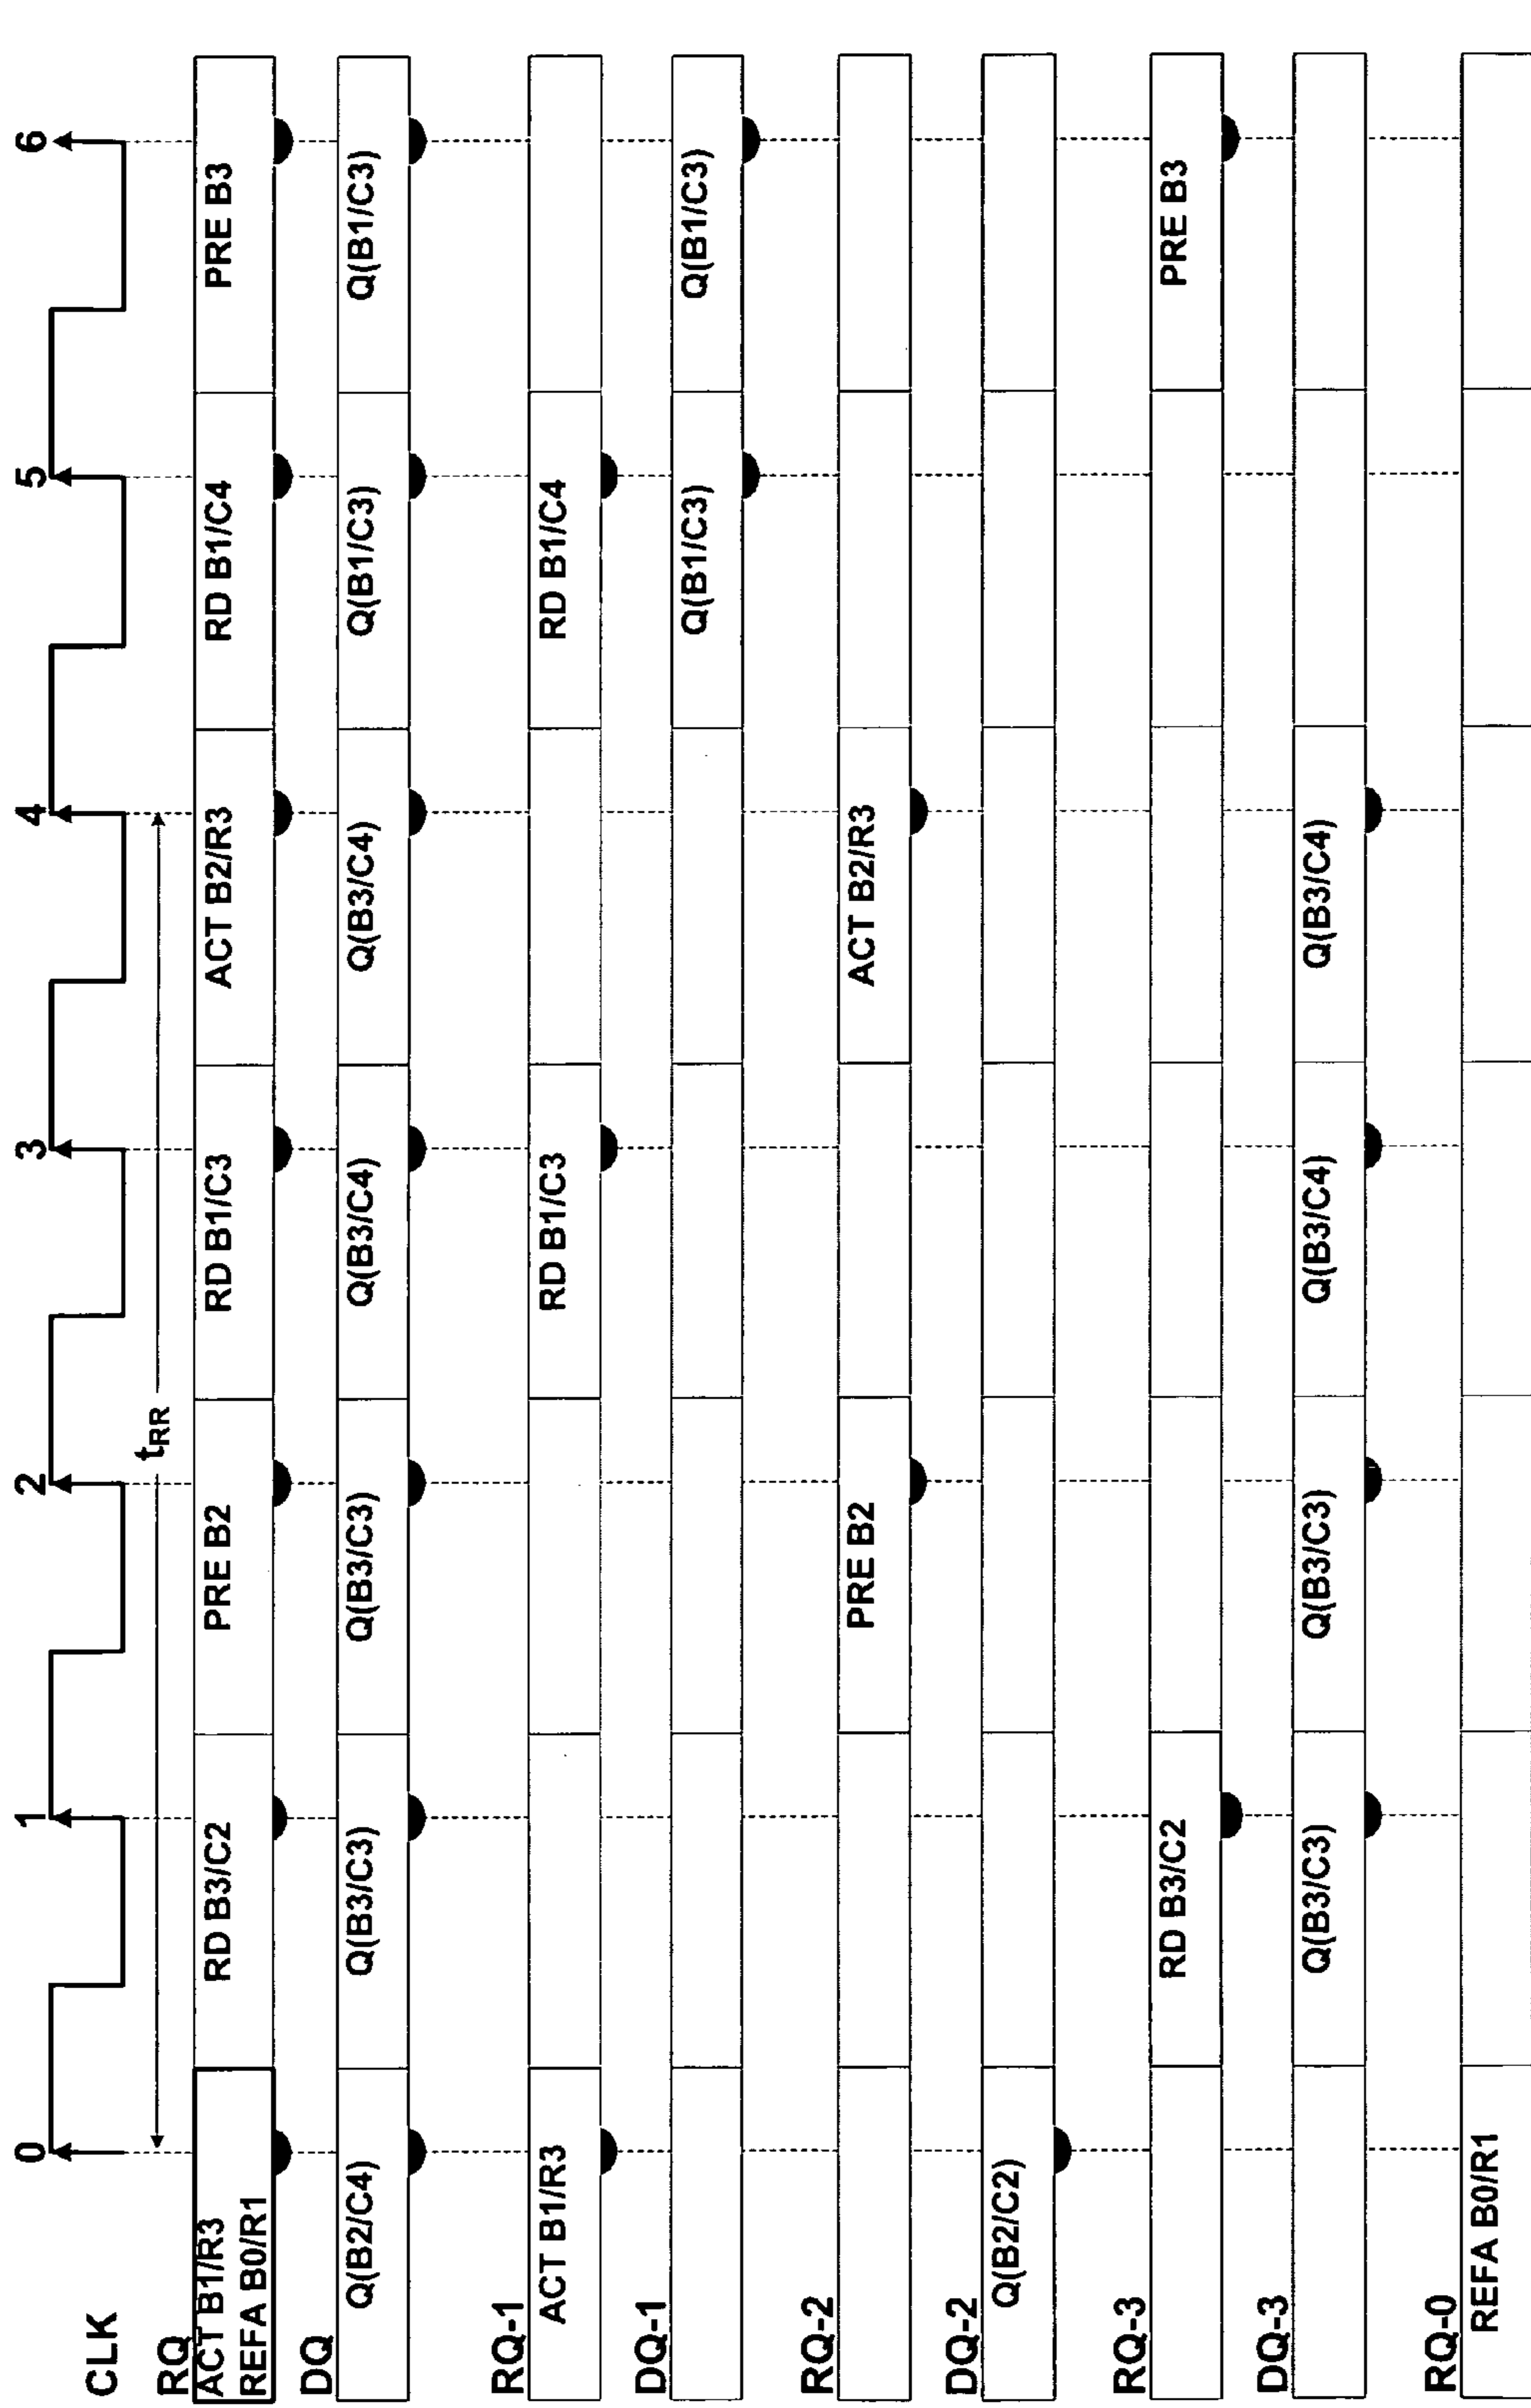 0 1 2 3 4 5 6
CLK
tRR
RQ
ACT B1/R3
REFA B0/R1
RD B3/C2
PRE B2
RD B1/C3
ACT B2/R3
RD B1/C4
PRE B3
DQ
Q(B2/C4)
Q(B3/C3)
Q(B3/C3)
Q(B3/C4)
Q(B3/C4)
Q(B1/C3)
Q(B1/C3)
RQ-1
ACT B1/R3
RD B1/C3
RD B1/C4
DQ-1
Q(B1/C3)
Q(B1/C3)
RQ-2
PRE B2
ACT B2/R3
DQ-2
Q(B2/C2)
RQ-3
RD B3/C2
PRE B3
DQ-3
Q(B3/C3)
Q(B3/C3)
Q(B3/C4)
Q(B3/C4)
RQ-0
REFA B0/R1